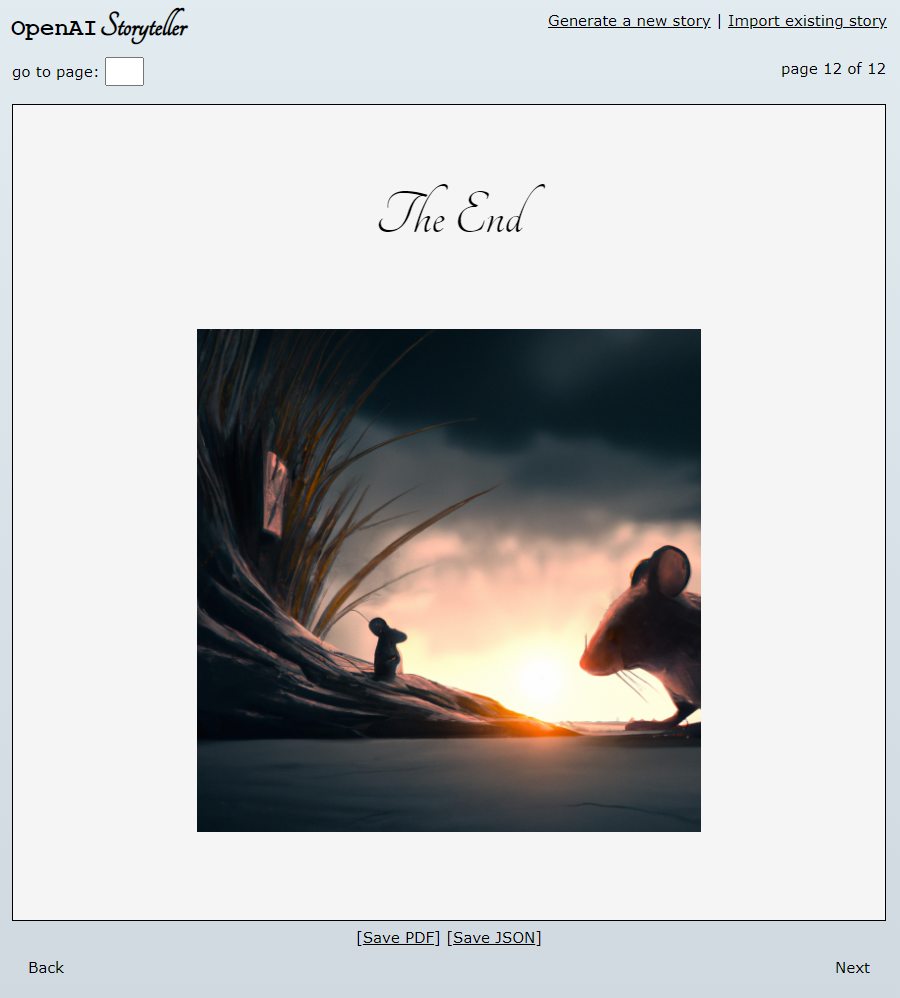 OpenAI Storyteller
Generate a new story | Import existing story
go to page:
page 12 of 12
The End
[Save PDF] [Save JSON]
Back
Next